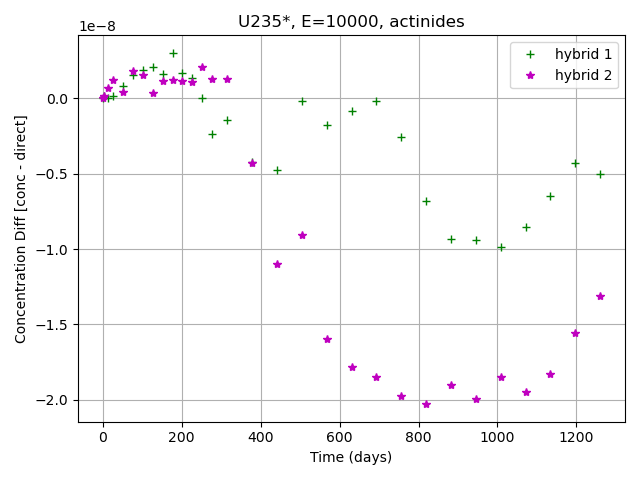 U235*, E=10000, actinides
1e−8
hybrid 1
hybrid 2
0.0
−0.5
−1.0
−1.5
−2.0
Concentration Diff [conc - direct]
0 200 400 600 800 1000 1200
Time (days)